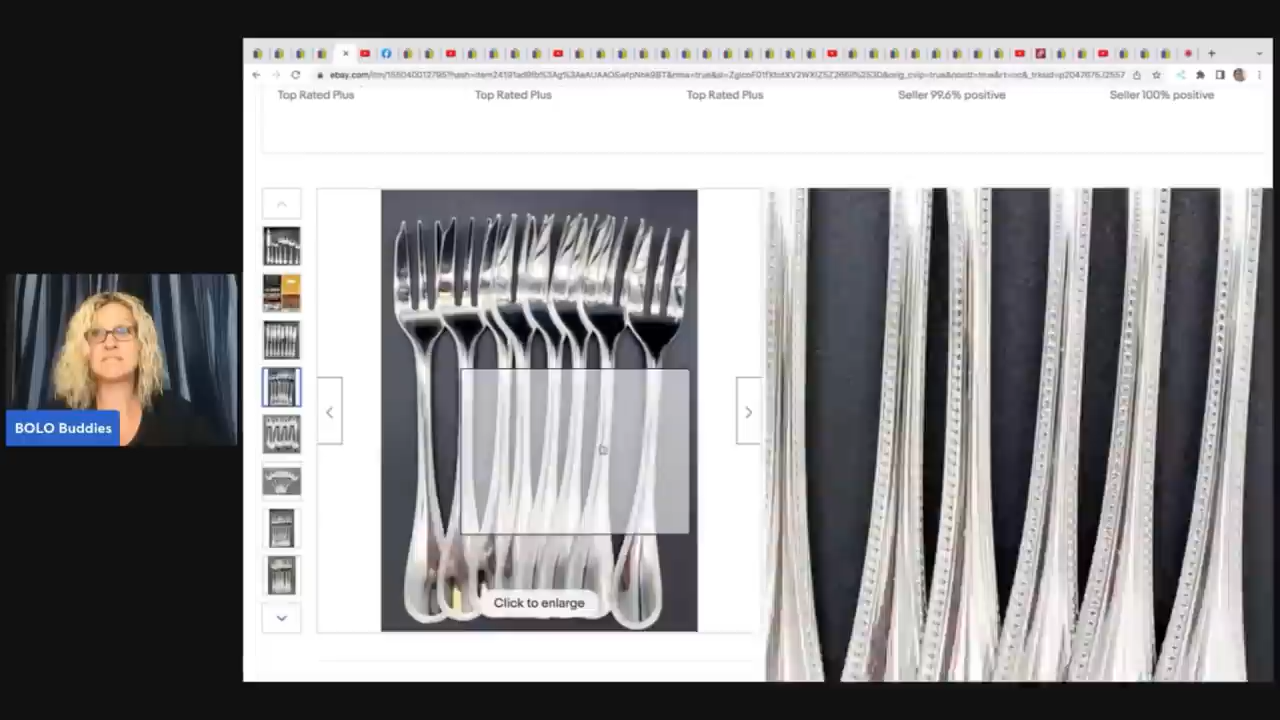 Top Rated Plus
Top Rated Plus
Top Rated Plus
Seller 99.6% positive
Seller 100% positive
Click to enlarge
BOLO Buddies